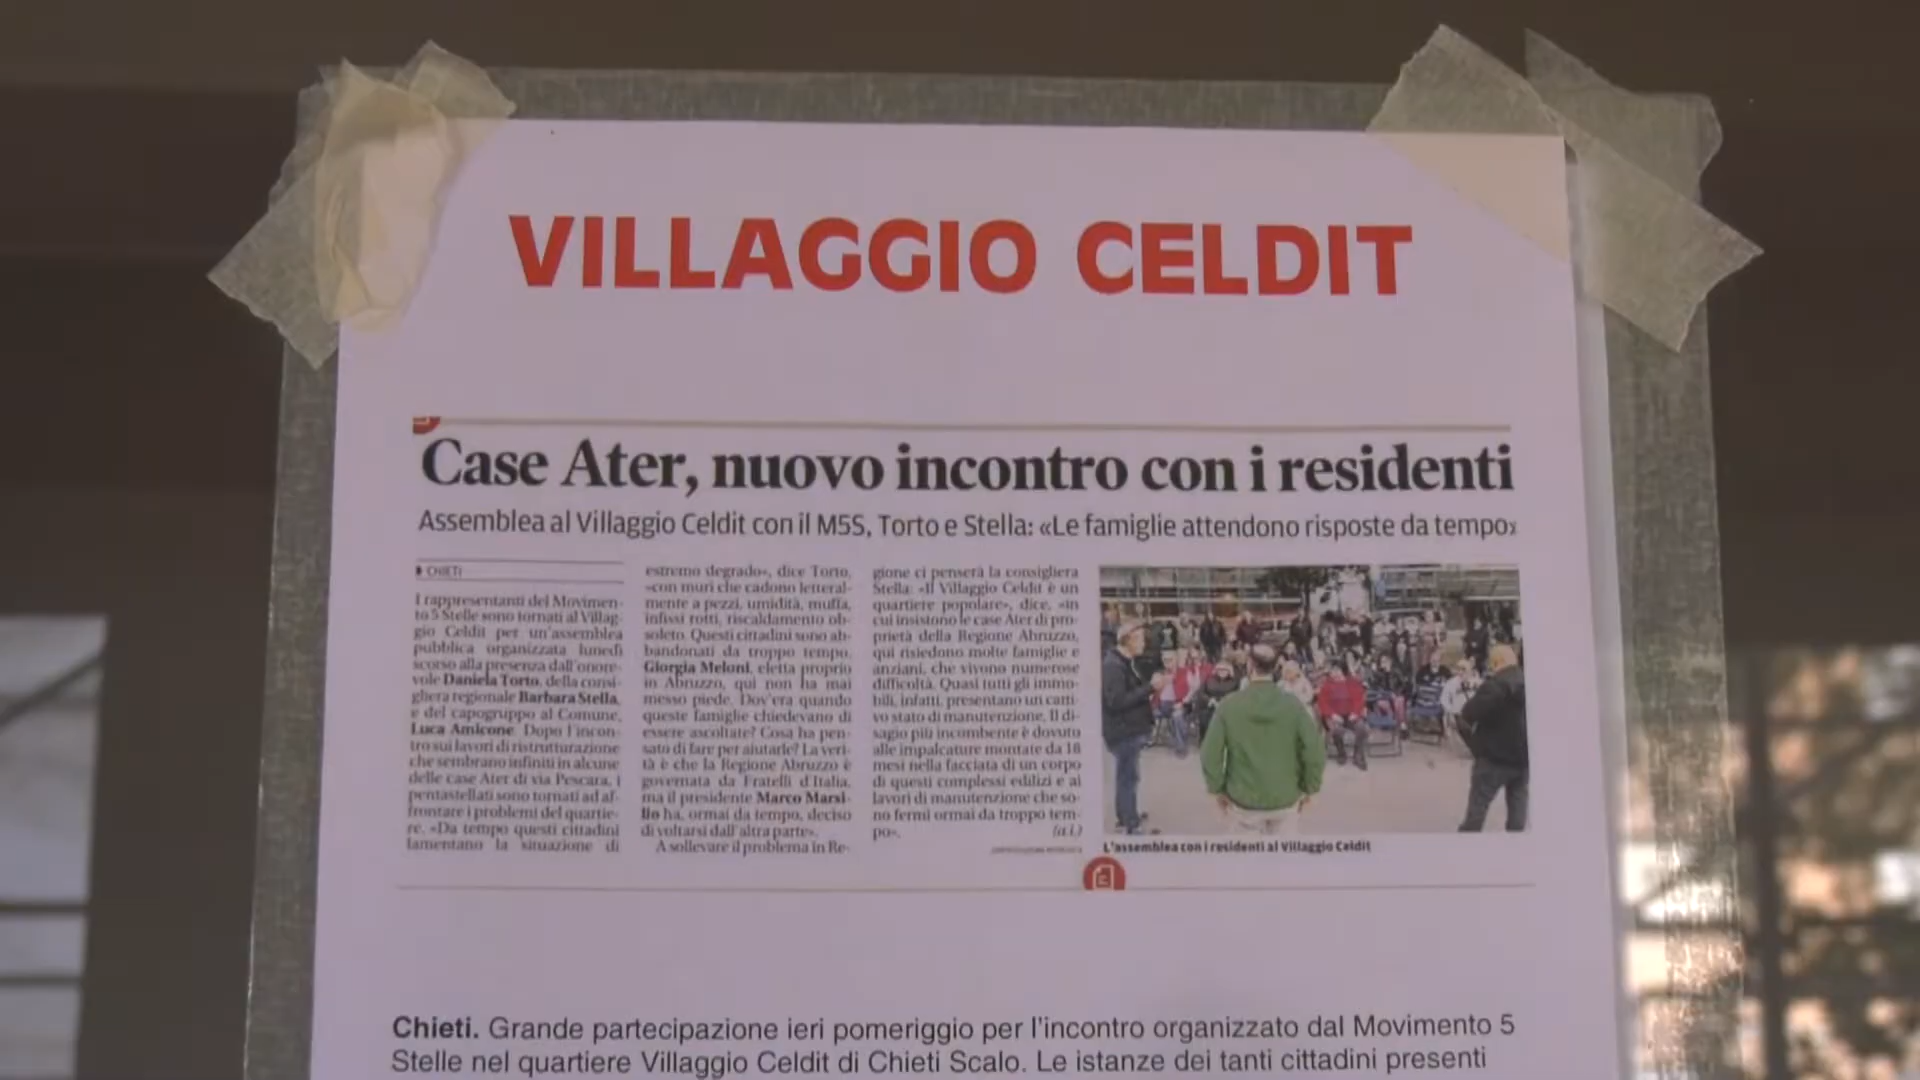 VILLAGGIO CELDIT
Case Ater, nuovo incontro con i residenti
Assemblea al Villaggio Celdit con il M5S, Torto e Stella: «Le famiglie attendono risposte da tempo»
CHIETI
I rappresentanti del Movimen-
to 5 Stelle sono tornati al Villag-
gio Celdit per un'assemblea
pubblica organizzata lunedì
scorso alla presenza dall'onore-
vole Daniela Torto, della consi-
gliera regionale Barbara Stella,
e del capogruppo al Comune,
Luca Amicone. Dopo l'incon-
tro sui lavori di ristrutturazione
che sembrano infiniti in alcune
delle case Ater di via Pescara, i
pentastellati sono tornati ad af-
frontare i problemi del quartie-
re. «Da tempo questi cittadini
lamentano la situazione di
estremo degrado», dice Torto,
«con muri che cadono letteral-
mente a pezzi, umidità, muffa,
infissi rotti, riscaldamento ob-
soleto. Questi cittadini sono ab-
bandonati da troppo tempo.
Giorgia Meloni, eletta proprio
in Abruzzo, qui non ha mai
messo piede. Dov'era quando
queste famiglie chiedevano di
essere ascoltate? Cosa ha pen-
sato di fare per aiutarle? La veri-
tà è che la Regione Abruzzo è
governata da Fratelli d'Italia,
ma il presidente Marco Marsi-
lio ha, ormai da tempo, deciso
di voltarsi dall'altra parte».
A sollevare il problema in Re-
gione ci penserà la consigliera
Stella: «Il Villaggio Celdit è un
quartiere popolare», dice, «in
cui insistono le case Ater di pro-
prietà della Regione Abruzzo,
qui risiedono molte famiglie e
anziani, che vivono numerose
difficoltà. Quasi tutti gli immo-
bili, infatti, presentano un catti-
vo stato di manutenzione. Il di-
sagio più incombente è dovuto
alle impalcature montate da 18
mesi nella facciata di un corpo
di questi complessi edilizi e ai
lavori di manutenzione che so-
no fermi ormai da troppo tem-
po».
(a.i.)
L'assemblea con i residenti al Villaggio Celdit
Chieti. Grande partecipazione ieri pomeriggio per l'incontro organizzato dal Movimento 5
Stelle nel quartiere Villaggio Celdit di Chieti Scalo. Le istanze dei tanti cittadini presenti